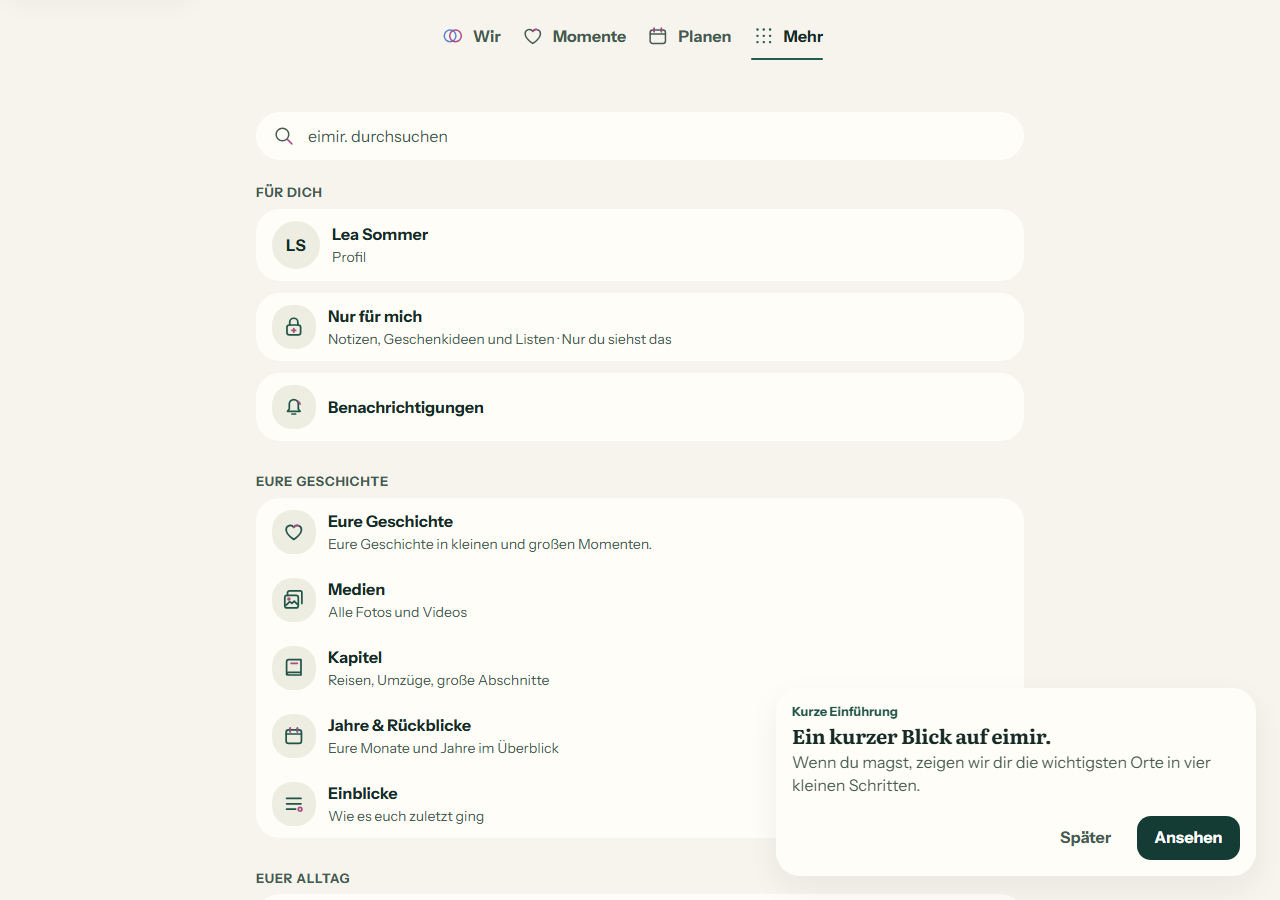 Wir Momente Planen Mehr
eimir. durchsuchen
FÜR DICH
LS
Lea Sommer
Profil
Nur für mich
Notizen, Geschenkideen und Listen · Nur du siehst das
Benachrichtigungen
EURE GESCHICHTE
Eure Geschichte
Eure Geschichte in kleinen und großen Momenten.
Medien
Alle Fotos und Videos
Kapitel
Reisen, Umzüge, große Abschnitte
Jahre & Rückblicke
Eure Monate und Jahre im Überblick
Einblicke
Wie es euch zuletzt ging
EUER ALLTAG
Kurze Einführung
Ein kurzer Blick auf eimir.
Wenn du magst, zeigen wir dir die wichtigsten Orte in vier
kleinen Schritten.
Später Ansehen